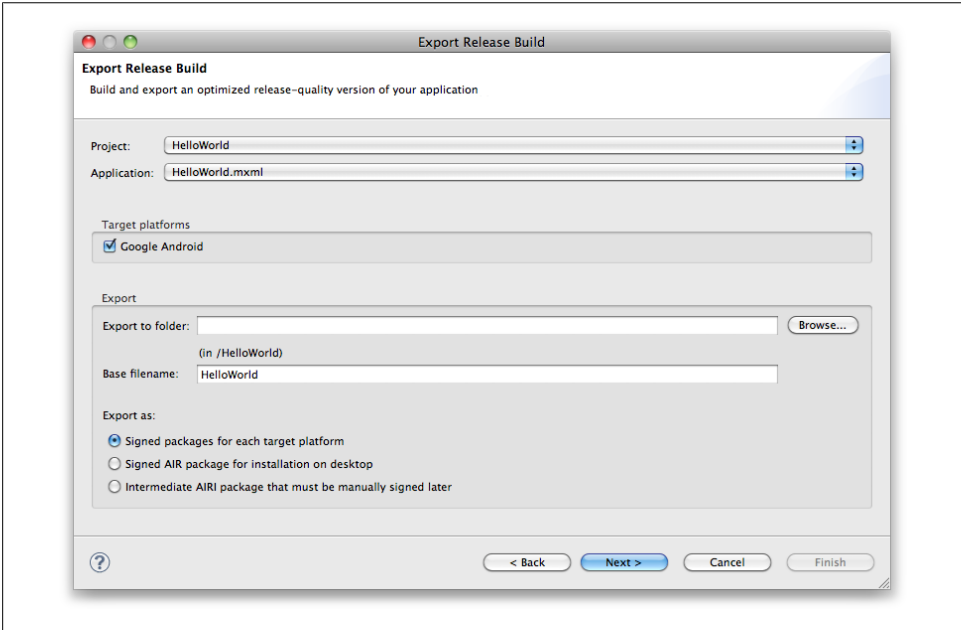 Export Release Build
Export Release Build
Build and export an optimized release-quality version of your application
Project: HelloWorld
Application: HelloWorld.mxml
Target platforms
Google Android
Export
Export to folder: Browse...
(in /HelloWorld)
Base filename: HelloWorld
Export as:
Signed packages for each target platform
Signed AIR package for installation on desktop
Intermediate AIRI package that must be manually signed later
? < Back Next > Cancel Finish